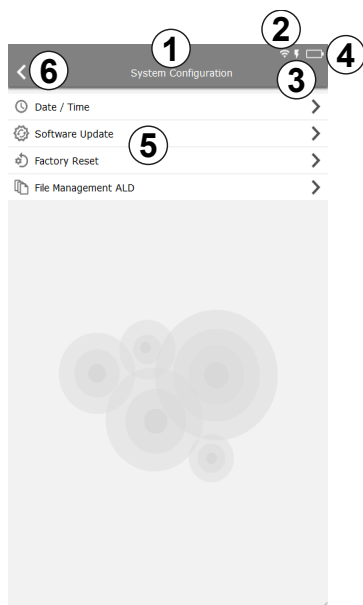 1
2
3
4
5
6
System Configuration
Date / Time
Software Update
Factory Reset
File Management ALD